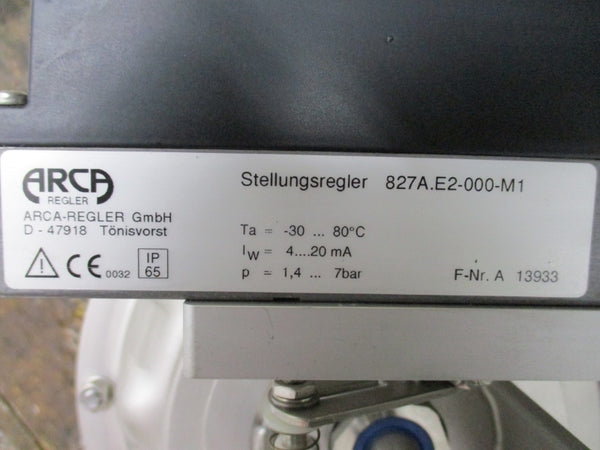 ARCA
REGLER
ARCA-REGLER GmbH
D - 47918 Tönisvorst
CE 0032 IP 65
Stellungsregler 827A.E2-000-M1
Ta = -30 ... 80°C
IW = 4....20 mA
p = 1,4 ... 7bar
F-Nr. A 13933